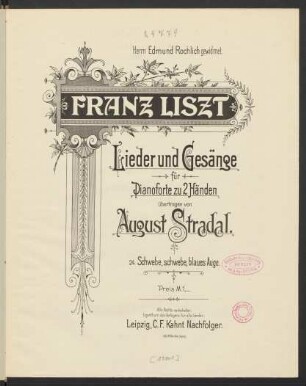 Herrn Edmund Rochlich gewidmet.
FRANZ LISZT
Lieder und Gesänge
für
Pianoforte zu 2 Händen
übertragen von
August Stradal.
24. Schwebe, schwebe, blaues Auge.
Preis M.
Leipzig, C. F. Kahnt Nachfolger.